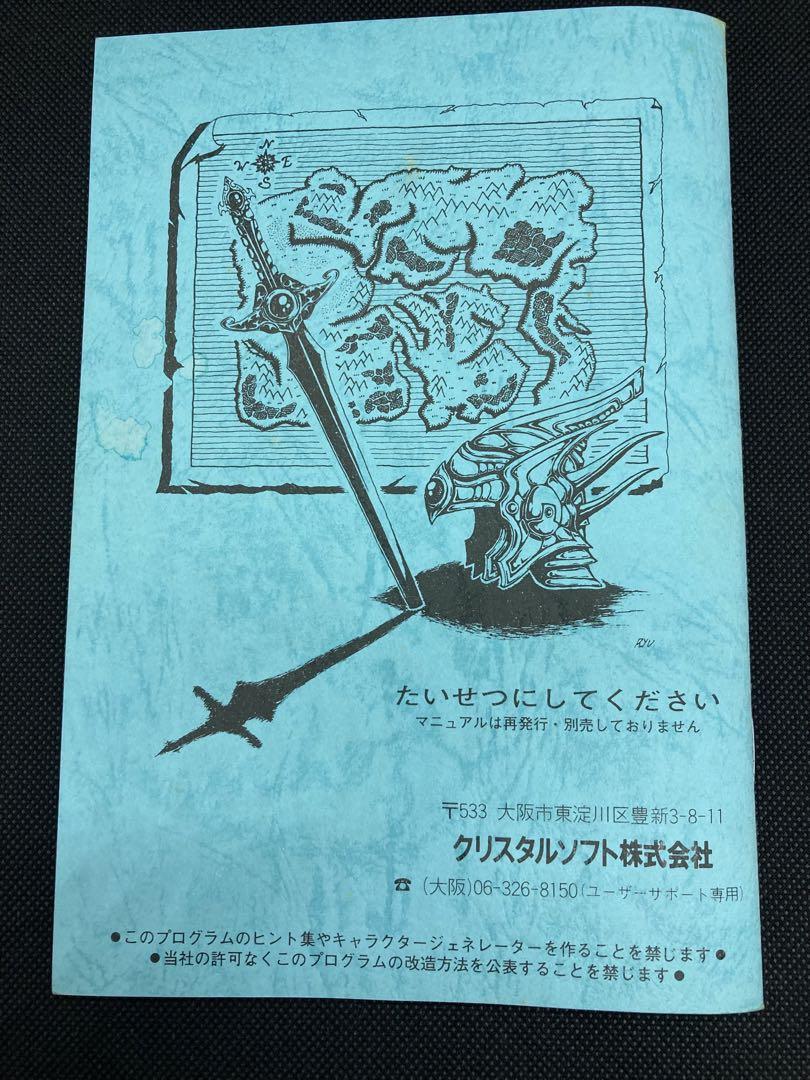 N
W E
S
RYU
たいせつにしてください
マニュアルは再発行・別売しておりません
〒533 大阪市東淀川区豊新3-8-11
クリスタルソフト株式会社
☎ (大阪)06-326-8150(ユーザーサポート専用)
●このプログラムのヒント集やキャラクタージェネレーターを作ることを禁じます●
●当社の許可なくこのプログラムの改造方法を公表することを禁じます●